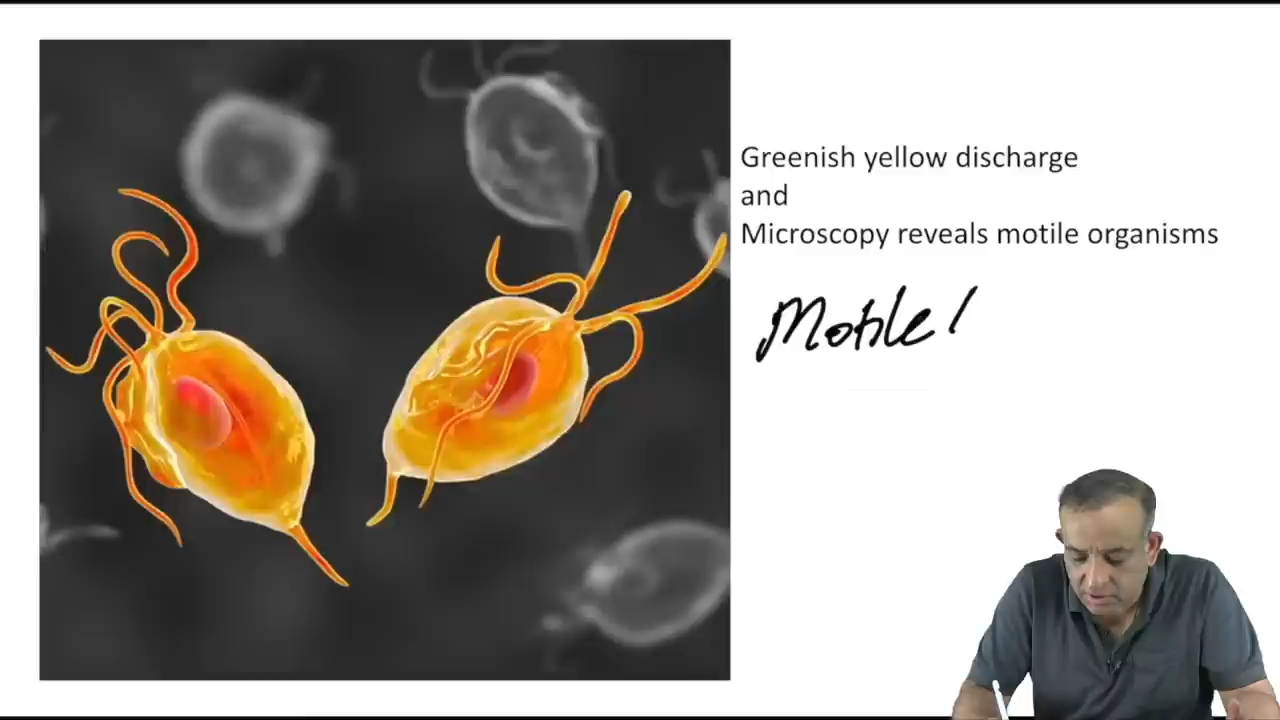 Greenish yellow discharge
and
Microscopy reveals motile organisms
Motile!